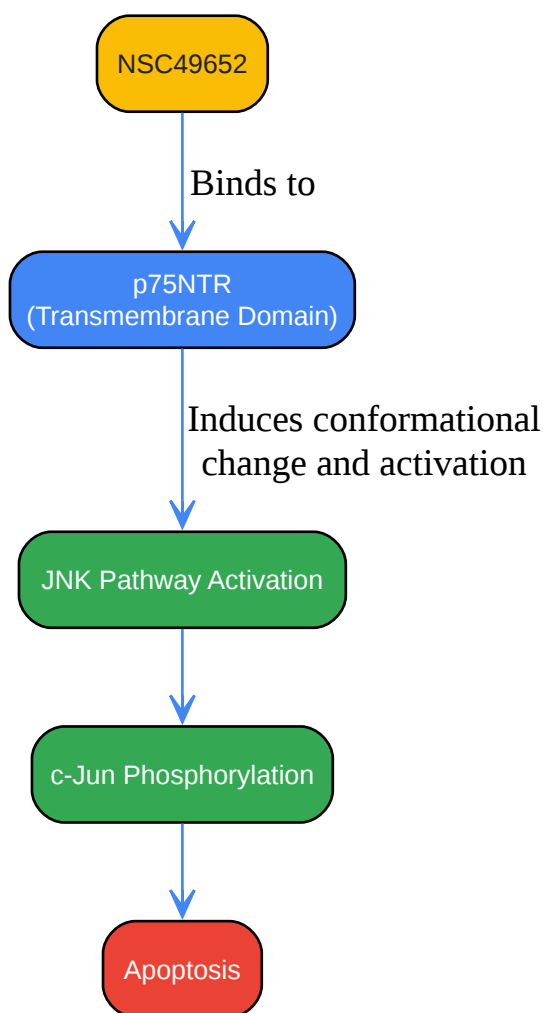 NSC49652
Binds to
p75NTR
(Transmembrane Domain)
Induces conformational
change and activation
JNK Pathway Activation
c-Jun Phosphorylation
Apoptosis